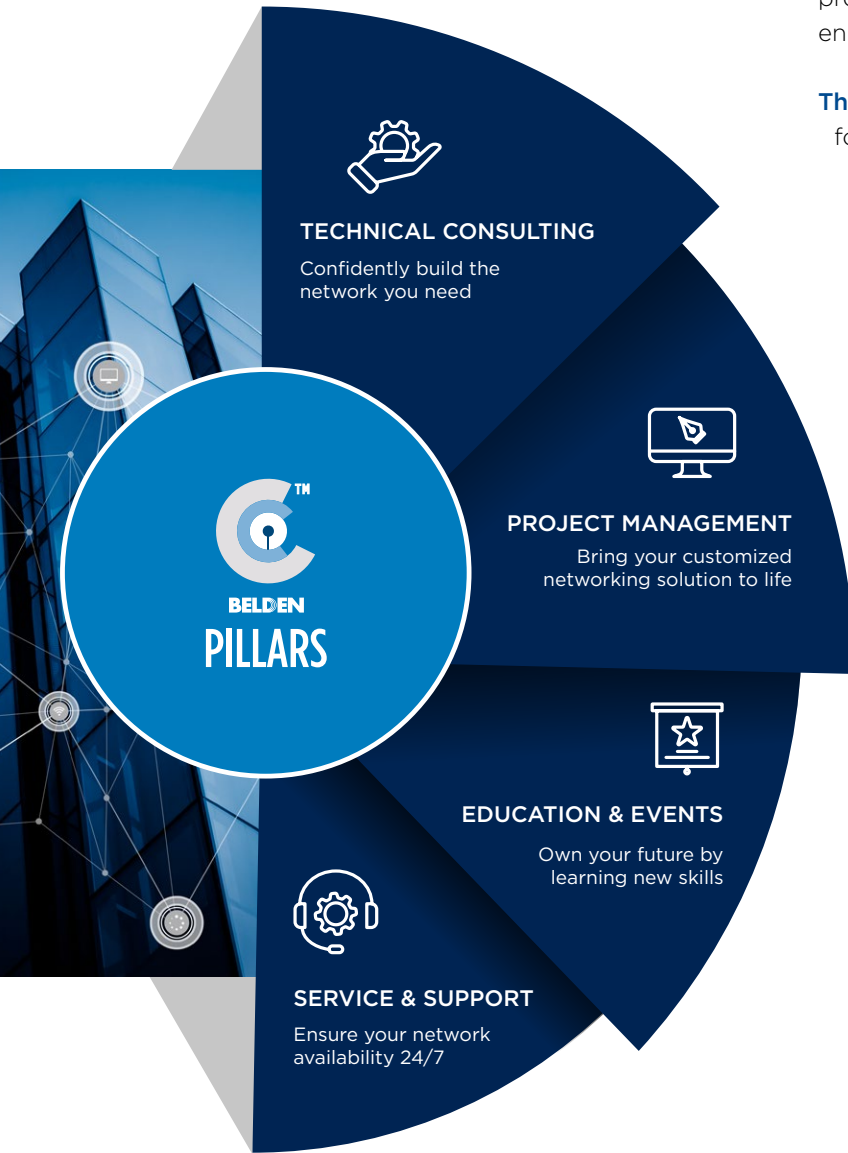 TECHNICAL CONSULTING
Confidently build the
network you need
PROJECT MANAGEMENT
Bring your customized
networking solution to life
TM
BELDEN
PILLARS
EDUCATION & EVENTS
Own your future by
learning new skills
SERVICE & SUPPORT
Ensure your network
availability 24/7